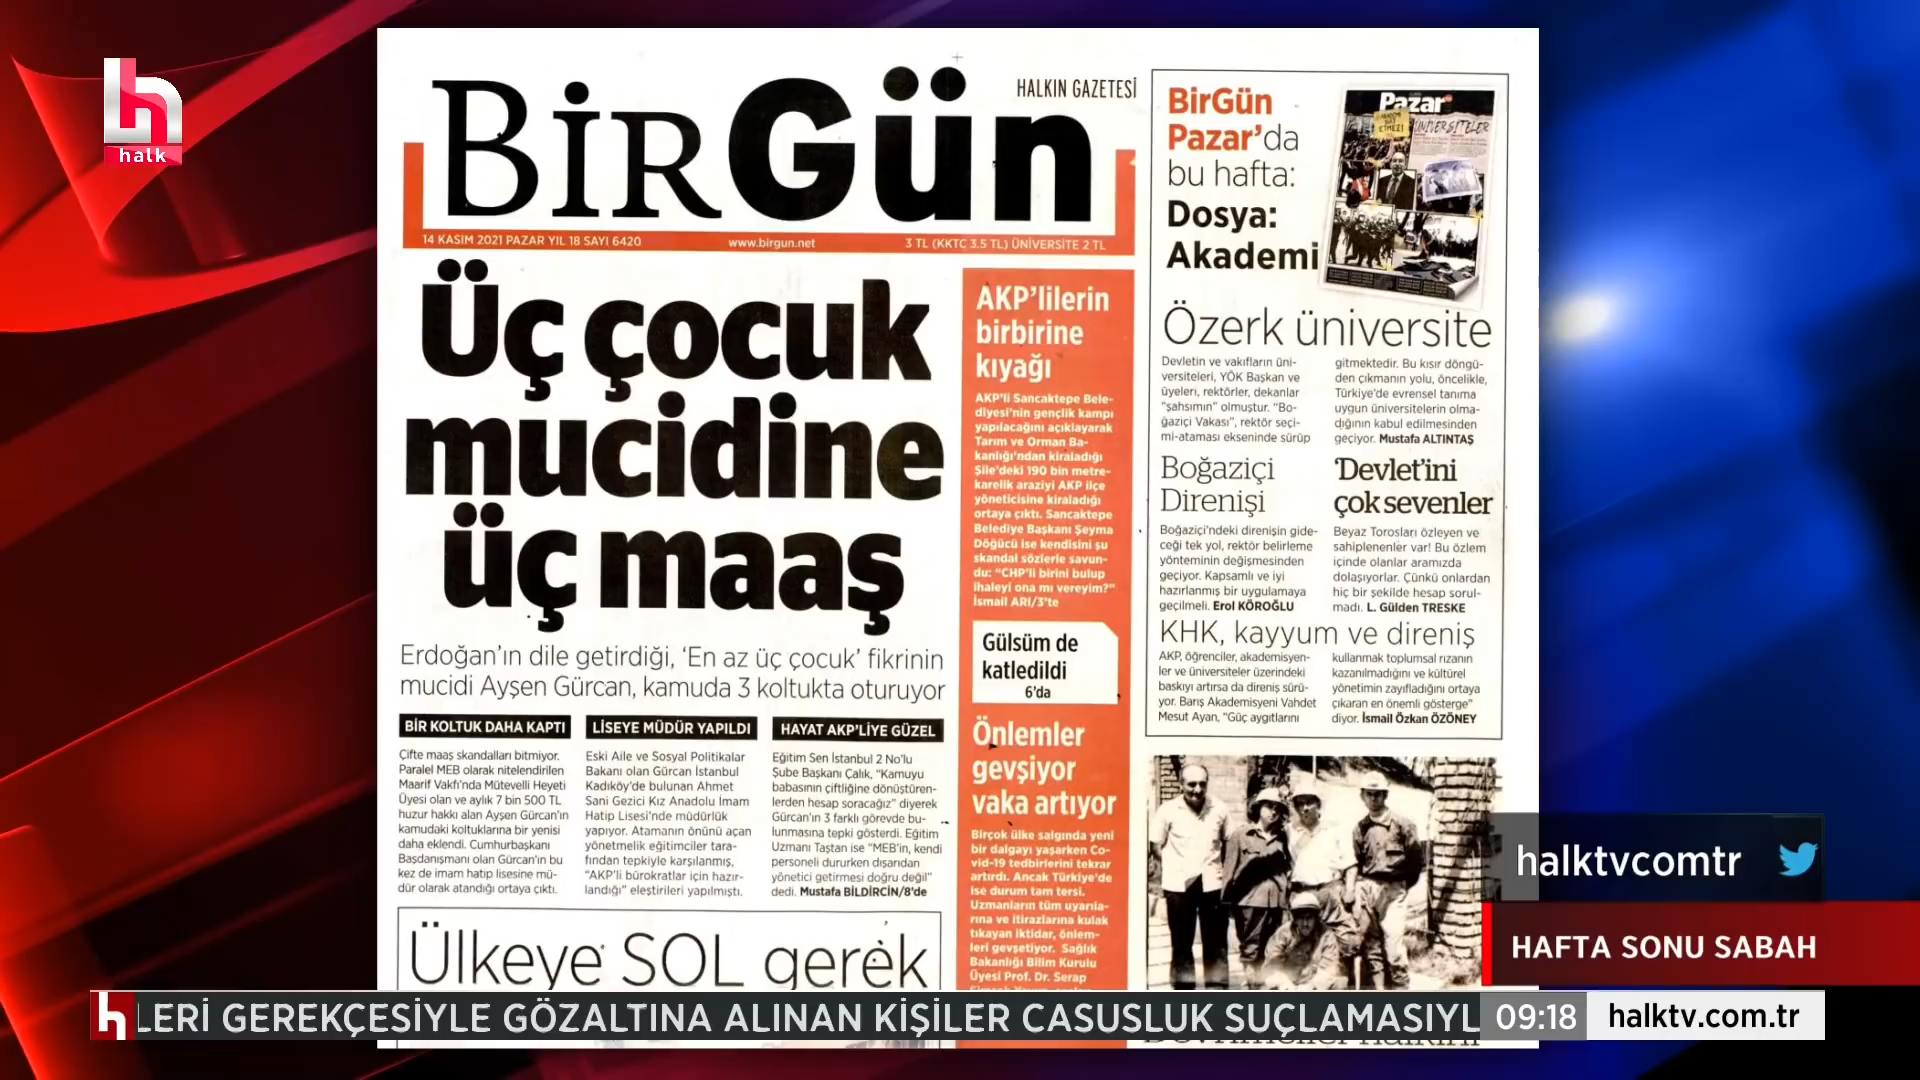 h
halk
BİRGün
HALKIN GAZETESİ
14 KASIM 2021 PAZAR YIL 18 SAYI 6420
www.birgun.net
3 TL (KKTC 3.5 TL) ÜNİVERSİTE 2 TL
Üç çocuk
mucidine
üç maaş
Erdoğan'ın dile getirdiği, 'En az üç çocuk' fikrinin
mucidi Ayşen Gürcan, kamuda 3 koltukta oturuyor
BİR KOLTUK DAHA KAPTI
Çifte maaş skandalları bitmiyor.
Paralel MEB olarak nitelendirilen
Maarif Vakfı'nda Mütevelli Heyeti
Üyesi olan ve aylık 7 bin 500 TL
huzur hakkı alan Ayşen Gürcan'ın
kamudaki koltuklarına bir yenisi
daha eklendi. Cumhurbaşkanı
Başdanışmanı olan Gürcan'ın bu
kez de imam hatip lisesine mü-
dür olarak atandığı ortaya çıktı.
LİSEYE MÜDÜR YAPILDI
Eski Aile ve Sosyal Politikalar
Bakanı olan Gürcan İstanbul
Kadıköy'de bulunan Ahmet
Sani Gezici Kız Anadolu İmam
Hatip Lisesi'nde müdürlük
yapıyor. Atamanın önünü açan
yönetmelik eğitimciler tara-
fından tepkiyle karşılanmış,
"AKP'li bürokratlar için hazır-
landığı" eleştirileri yapılmıştı.
HAYAT AKP'LİYE GÜZEL
Eğitim Sen İstanbul 2 No'lu
Şube Başkanı Çalık, "Kamuyu
babasının çiftliğine dönüştüren-
lerden hesap soracağız" diyerek
Gürcan'ın 3 farklı görevde bu-
lunmasına tepki gösterdi. Eğitim
Uzmanı Taştan ise "MEB'in, kendi
personeli dururken dışarıdan
yönetici getirmesi doğru değil"
dedi. Mustafa BİLDİRCİN/8'de
Ülkeye SOL gerek
AKP'lilerin
birbirine
kıyağı
AKP'li Sancaktepe Bele-
diyesi'nin gençlik kampı
yapılacağını açıklayarak
Tarım ve Orman Ba-
kanlığı'ndan kiraladığı
Şile'deki 190 bin metre-
karelik araziyi AKP ilçe
yöneticisine kiraladığı
ortaya çıktı. Sancaktepe
Belediye Başkanı Şeyma
Döğücü ise kendisini şu
skandal sözlerle savun-
du: "CHP'li birini bulup
ihaleyi ona mı vereyim?"
İsmail ARI/3'te
Gülsüm de
katledildi
6'da
Önlemler
gevşiyor
vaka artıyor
Birçok ülke salgında yeni
bir dalgayı yaşarken Co-
vid-19 tedbirlerini tekrar
artırdı. Ancak Türkiye'de
ise durum tam tersi.
Uzmanların tüm uyarıla-
rına ve itirazlarına kulak
tıkayan iktidar, önlem-
leri gevşetiyor. Sağlık
Bakanlığı Bilim Kurulu
Üyesi Prof. Dr. Serap
BirGün
Pazar'da
bu hafta:
Dosya:
Akademi
Pazar
ÜNİVERSİTELER
Özerk üniversite
Devletin ve vakıfların üni-
versiteleri, YÖK Başkan ve
üyeleri, rektörler, dekanlar
"şahsımın" olmuştur. "Bo-
ğaziçi Vakası", rektör seçi-
mi-ataması ekseninde sürüp
gitmektedir. Bu kısır döngü-
den çıkmanın yolu, öncelikle,
Türkiye'de evrensel tanıma
uygun üniversitelerin olma-
dığının kabul edilmesinden
geçiyor. Mustafa ALTINTAŞ
Boğaziçi
Direnişi
Boğaziçi'ndeki direnişin gide-
ceği tek yol, rektör belirleme
yönteminin değişmesinden
geçiyor. Kapsamlı ve iyi
hazırlanmış bir uygulamaya
geçilmeli. Erol KÖROĞLU
'Devlet'ini
çok sevenler
Beyaz Torosları özleyen ve
sahiplenenler var! Bu özlem
içinde olanlar aramızda
dolaşıyorlar. Çünkü onlardan
hiç bir şekilde hesap sorul-
madı. L. Gülden TRESKE
KHK, kayyum ve direniş
AKP, öğrenciler, akademisyen-
ler ve üniversiteler üzerindeki
baskıyı artırsa da direniş sürü-
yor. Barış Akademisyeni Vahdet
Mesut Ayan, "Güç aygıtlarını
kullanmak toplumsal rızanın
kazanılmadığını ve kültürel
yönetimin zayıfladığını ortaya
çıkaran en önemli gösterge"
diyor. İsmail Özkan ÖZÖNEY
halktvcomtr
HAFTA SONU SABAH
h LERİ GEREKÇESİYLE GÖZALTINA ALINAN KİŞİLER CASUSLUK SUÇLAMASIYL
09:18
halktv.com.tr